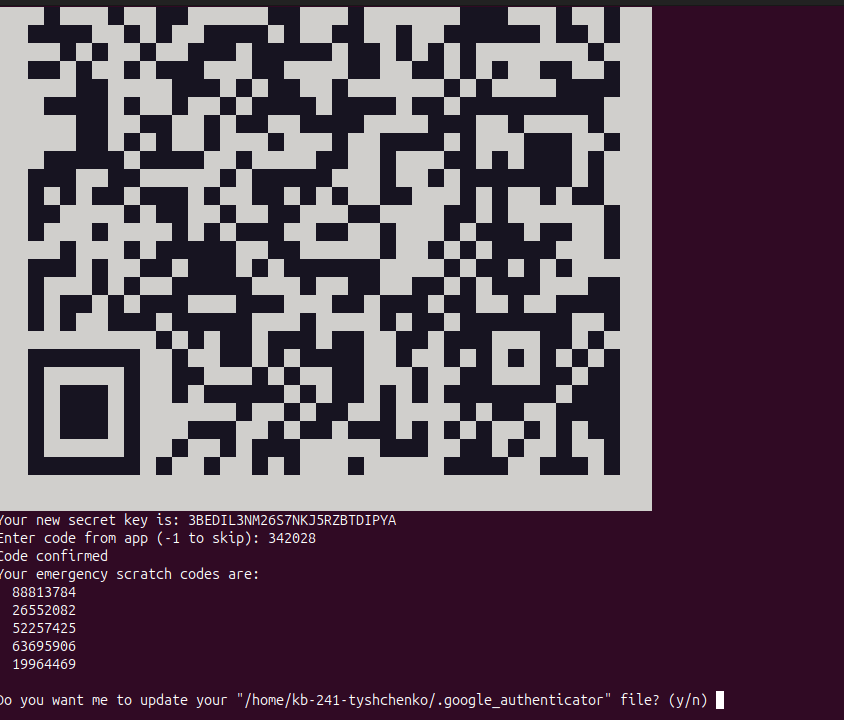 Your new secret key is: 3BEDIL3NM26S7NKJ5RZBTDIPYA
Enter code from app (-1 to skip): 342028
Code confirmed
Your emergency scratch codes are:
88813784
26552082
52257425
63695906
19964469
Do you want me to update your "/home/kb-241-tyshchenko/.google_authenticator" file? (y/n)